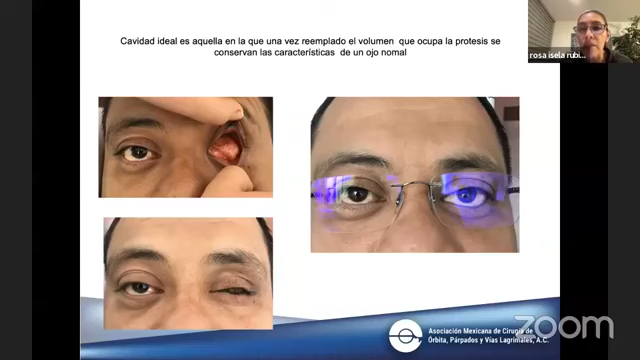 Cavidad ideal es aquella en la que una vez reemplado el volumen que ocupa la protesis se
conservan las características de un ojo nomal
rosa isela rubi...
Asociación Mexicana de Cirugía de
Órbita, Párpados y Vías Lagrimales, A.C.
zoom